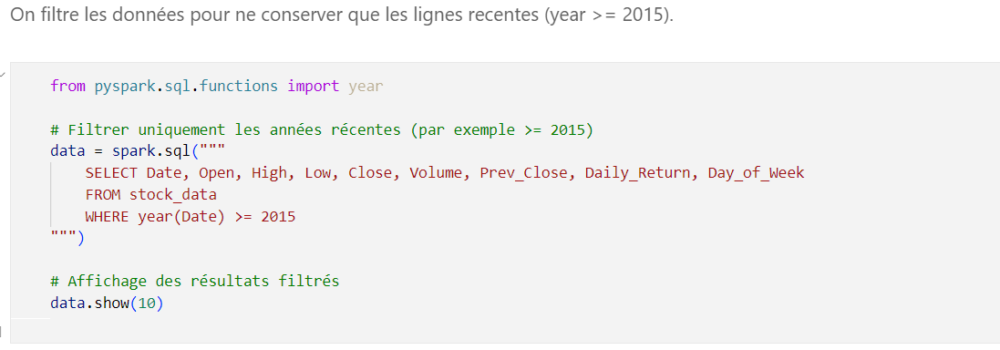 On filtre les données pour ne conserver que les lignes recentes (year >= 2015).
from pyspark.sql.functions import year
# Filtrer uniquement les années récentes (par exemple >= 2015)
data = spark.sql("""
SELECT Date, Open, High, Low, Close, Volume, Prev_Close, Daily_Return, Day_of_Week
FROM stock_data
WHERE year(Date) >= 2015
""")
# Affichage des résultats filtrés
data.show(10)